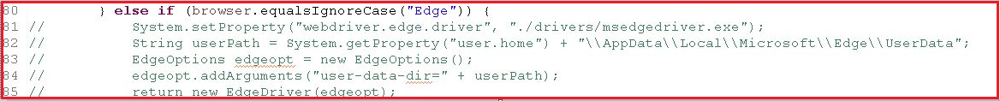 80 } else if (browser.equalsIgnoreCase("Edge")) {
81 // System.setProperty("webdriver.edge.driver", "./drivers/msedgedriver.exe");
82 // String userPath = System.getProperty("user.home") + "\\AppData\\Local\\Microsoft\\Edge\\UserData";
83 // EdgeOptions edgeopt = new EdgeOptions();
84 // edgeopt.addArguments("user-data-dir=" + userPath);
85 // return new EdgeDriver(edgeopt);